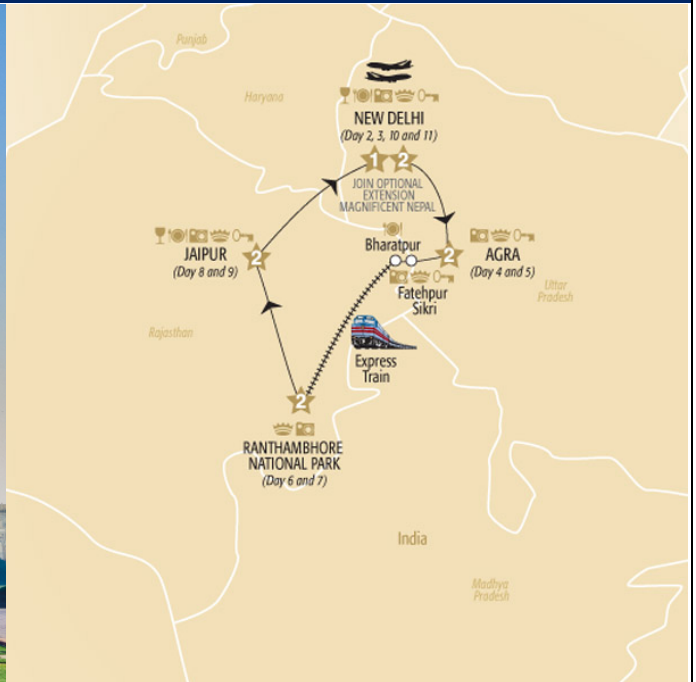 Punjab
Haryana
NEW DELHI
(Day 2, 3, 10 and 11)
1 2
JOIN OPTIONAL
EXTENSION
MAGNIFICENT NEPAL
JAIPUR
(Day 8 and 9)
2
Bharatpur
2
AGRA
(Day 4 and 5)
Fatehpur
Sikri
Uttar
Pradesh
Rajasthan
Express
Train
2
RANTHAMBHORE
NATIONAL PARK
(Day 6 and 7)
India
Madhya
Pradesh